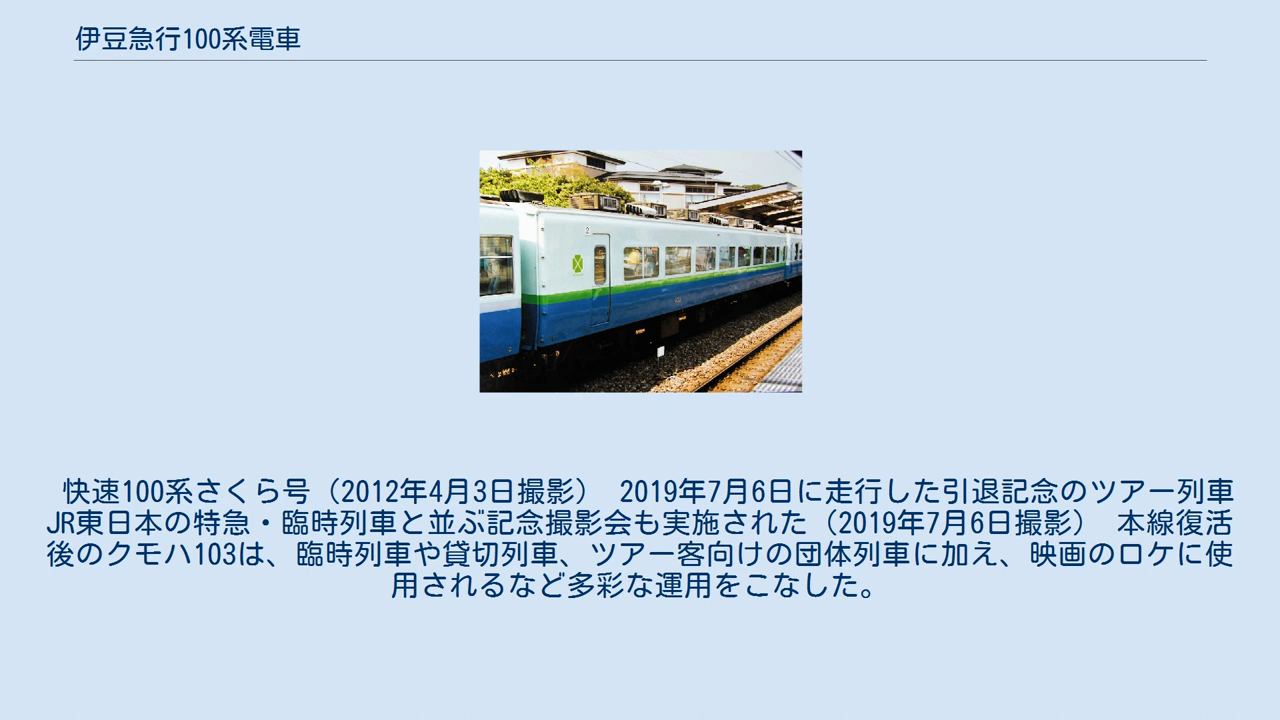 伊豆急行100系電車
快速100系さくら号（2012年4月3日撮影） 2019年7月6日に走行した引退記念のツアー列車
JR東日本の特急・臨時列車と並ぶ記念撮影会も実施された（2019年7月6日撮影） 本線復活
後のクモハ103は、臨時列車や貸切列車、ツアー客向けの団体列車に加え、映画のロケに使
用されるなど多彩な運用をこなした。